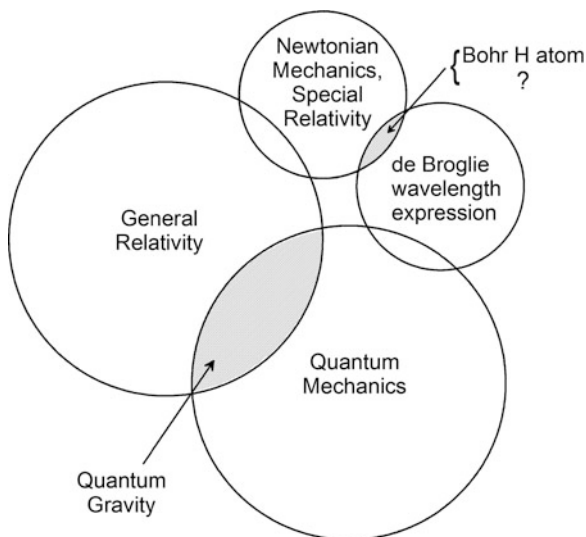 Newtonian
Mechanics,
Special
Relativity
{ Bohr H atom
?
de Broglie
wavelength
expression
General
Relativity
Quantum
Mechanics
Quantum
Gravity